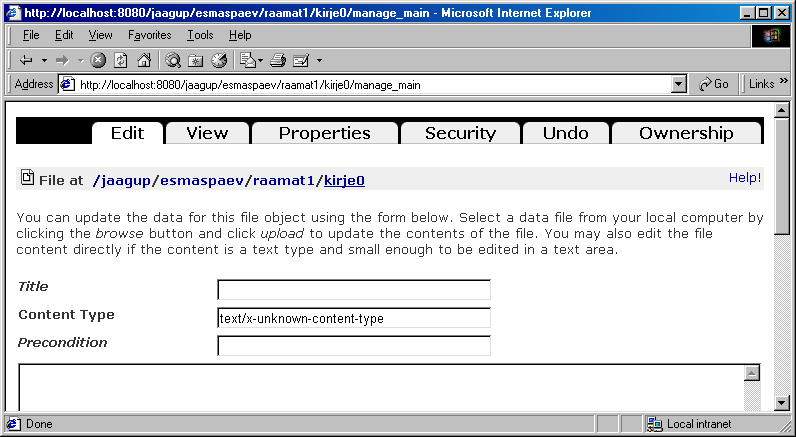 http://localhost:8080/jaagup/esmaspaev/raamat1/kirje0/manage_main - Microsoft Internet Explorer
File Edit View Favorites Tools Help
Address http://localhost:8080/jaagup/esmaspaev/raamat1/kirje0/manage_main Go Links »
Edit View Properties Security Undo Ownership
File at /jaagup/esmaspaev/raamat1/kirje0 Help!
You can update the data for this file object using the form below. Select a data file from your local computer by
clicking the browse button and click upload to update the contents of the file. You may also edit the file
content directly if the content is a text type and small enough to be edited in a text area.
Title
Content Type text/x-unknown-content-type
Precondition
Done Local intranet